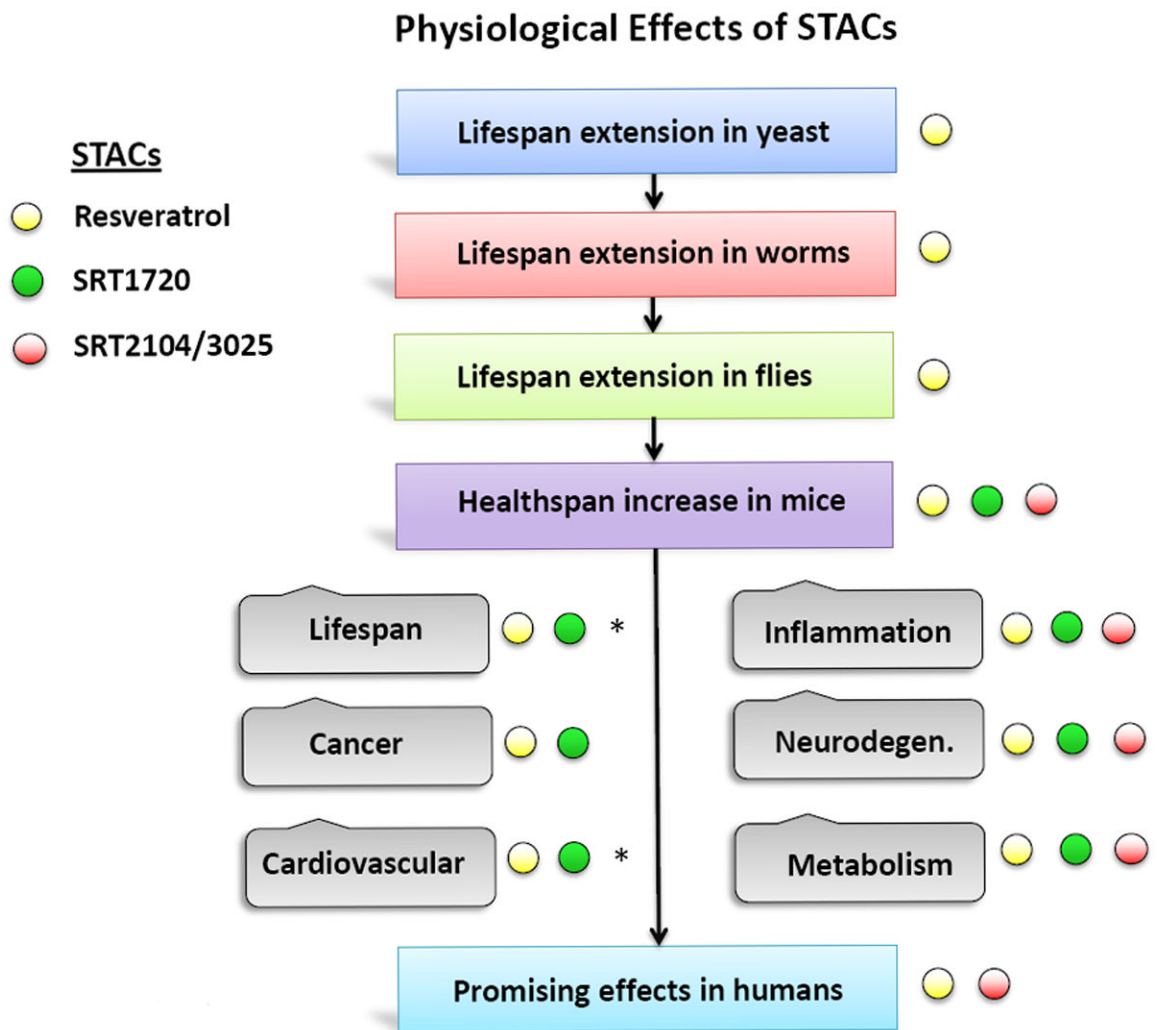 Physiological Effects of STACs
STACs
Resveratrol
SRT1720
SRT2104/3025
Lifespan extension in yeast
Lifespan extension in worms
Lifespan extension in flies
Healthspan increase in mice
Lifespan
*
Inflammation
Cancer
Neurodegen.
Cardiovascular
*
Metabolism
Promising effects in humans